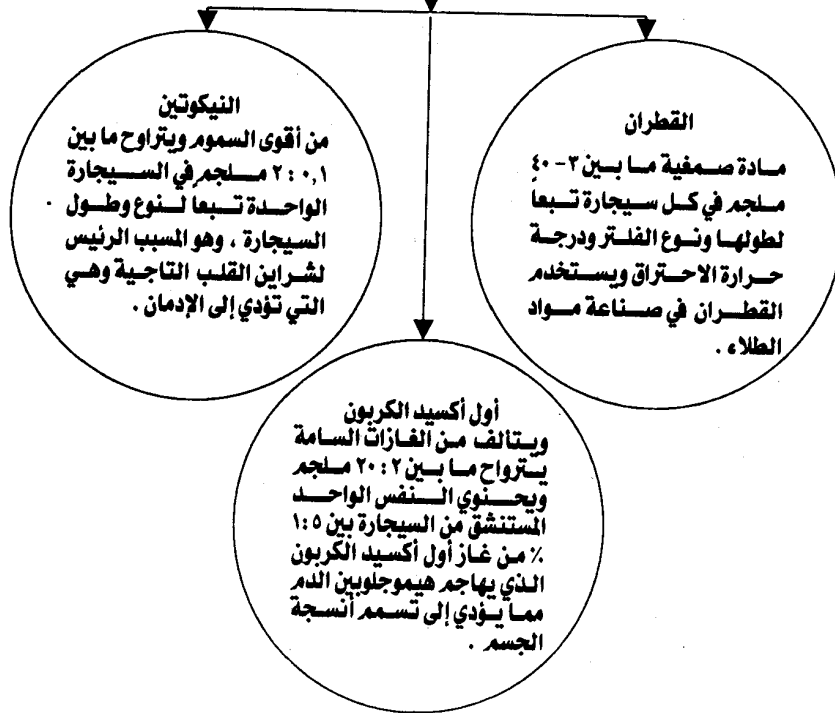 القطران
مادة صمغية ما بين ٣ - ٤٠
ملجم في كل سيجارة تبعاً
لطولها ونوع الفلتر ودرجة
حرارة الاحتراق ويستخدم
القطران في صناعة مواد
الطلاء .
النيكوتين
من أقوى السموم ويتراوح ما بين
٠,١ : ٢ ملجم في السيجارة
الواحدة تبعا لنوع وطول
السيجارة ، وهو المسبب الرئيس
لشراين القلب التاجية وهي
التي تؤدي إلى الإدمان .
أول أكسيد الكربون
ويتالف من الغازات السامة
يترواح ما بين ٢ : ٢٠ ملجم
ويحتوي النفس الواحد
المستنشق من السيجارة بين ٥ : ١
٪ من غاز أول أكسيد الكربون
الذي يهاجم هيموجلوبين الدم
مما يؤدي إلى تسمم أنسجة
الجسم .